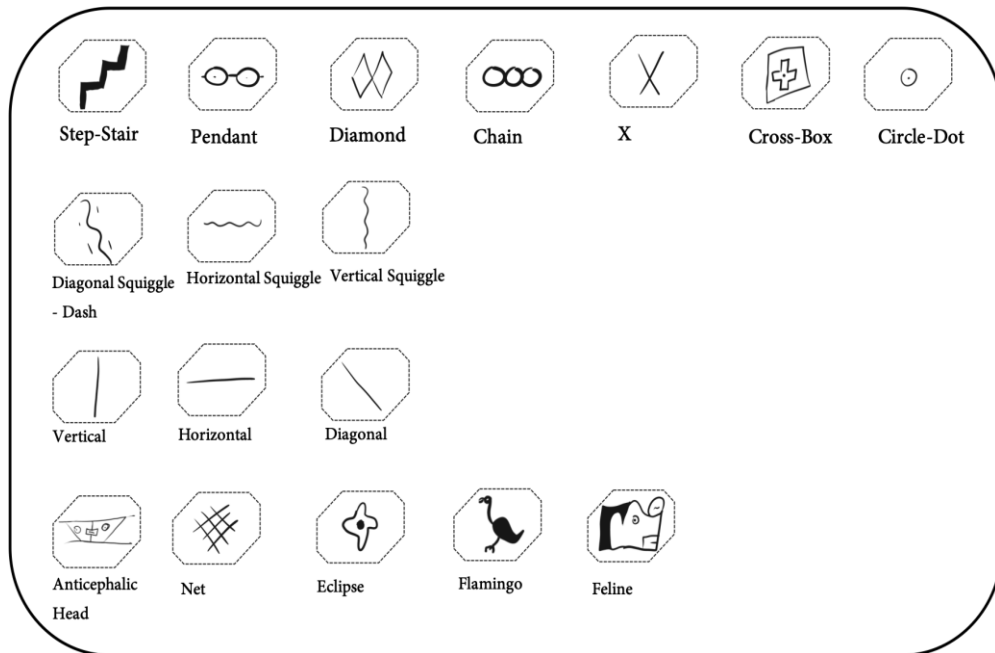 Step-Stair Pendant Diamond Chain X Cross-Box Circle-Dot
Diagonal Squiggle Horizontal Squiggle Vertical Squiggle
- Dash
Vertical Horizontal Diagonal
Anticephalic Net Eclipse Flamingo Feline
Head